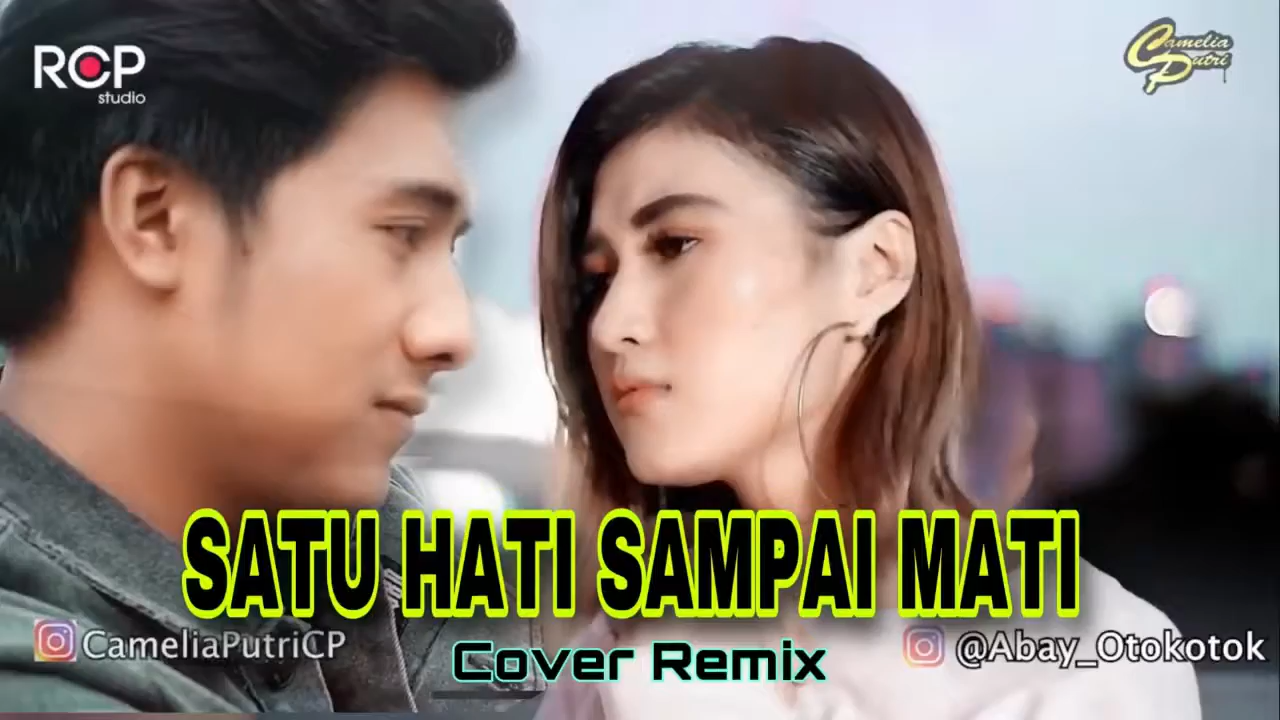 RCP
studio
Camelia
Putri
SATU HATI SAMPAI MATI
CameliaPutriCP
@Abay_Otokotok
Cover Remix